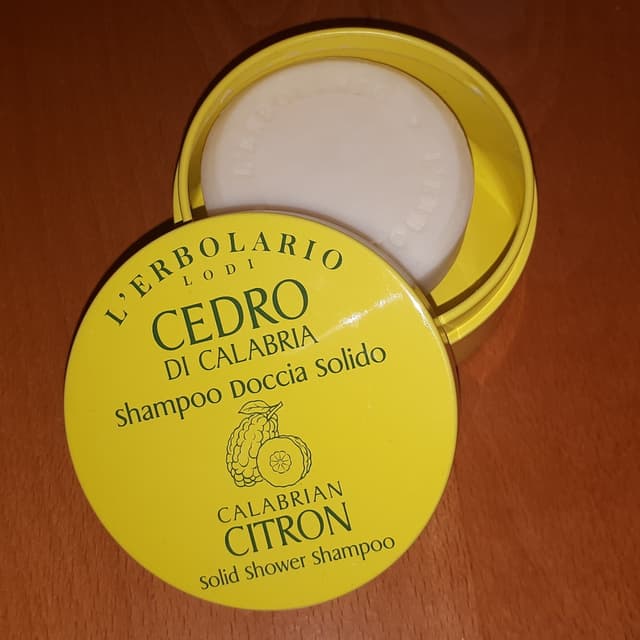 L'ERBOLARIO
LODI
CEDRO
DI CALABRIA
Shampoo Doccia Solido
CALABRIAN
CITRON
Solid Shower Shampoo